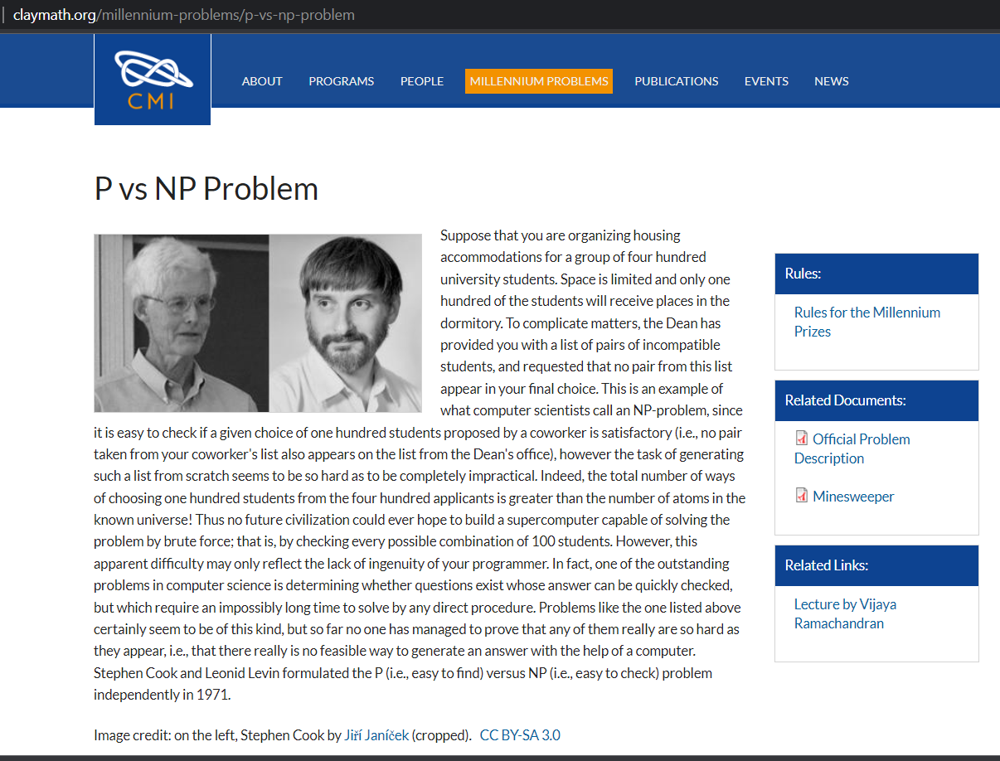 claymath.org/millennium-problems/p-vs-np-problem
CMI
ABOUT PROGRAMS PEOPLE MILLENNIUM PROBLEMS PUBLICATIONS EVENTS NEWS
P vs NP Problem
Suppose that you are organizing housing
accommodations for a group of four hundred
university students. Space is limited and only one
hundred of the students will receive places in the
dormitory. To complicate matters, the Dean has
provided you with a list of pairs of incompatible
students, and requested that no pair from this list
appear in your final choice. This is an example of
what computer scientists call an NP-problem, since
it is easy to check if a given choice of one hundred students proposed by a coworker is satisfactory (i.e., no pair
taken from your coworker's list also appears on the list from the Dean's office), however the task of generating
such a list from scratch seems to be so hard as to be completely impractical. Indeed, the total number of ways
of choosing one hundred students from the four hundred applicants is greater than the number of atoms in the
known universe! Thus no future civilization could ever hope to build a supercomputer capable of solving the
problem by brute force; that is, by checking every possible combination of 100 students. However, this
apparent difficulty may only reflect the lack of ingenuity of your programmer. In fact, one of the outstanding
problems in computer science is determining whether questions exist whose answer can be quickly checked,
but which require an impossibly long time to solve by any direct procedure. Problems like the one listed above
certainly seem to be of this kind, but so far no one has managed to prove that any of them really are so hard as
they appear, i.e., that there really is no feasible way to generate an answer with the help of a computer.
Stephen Cook and Leonid Levin formulated the P (i.e., easy to find) versus NP (i.e., easy to check) problem
independently in 1971.
Image credit: on the left, Stephen Cook by Jiří Janíček (cropped). CC BY-SA 3.0
Rules:
Rules for the Millennium
Prizes
Related Documents:
Official Problem
Description
Minesweeper
Related Links:
Lecture by Vijaya
Ramachandran